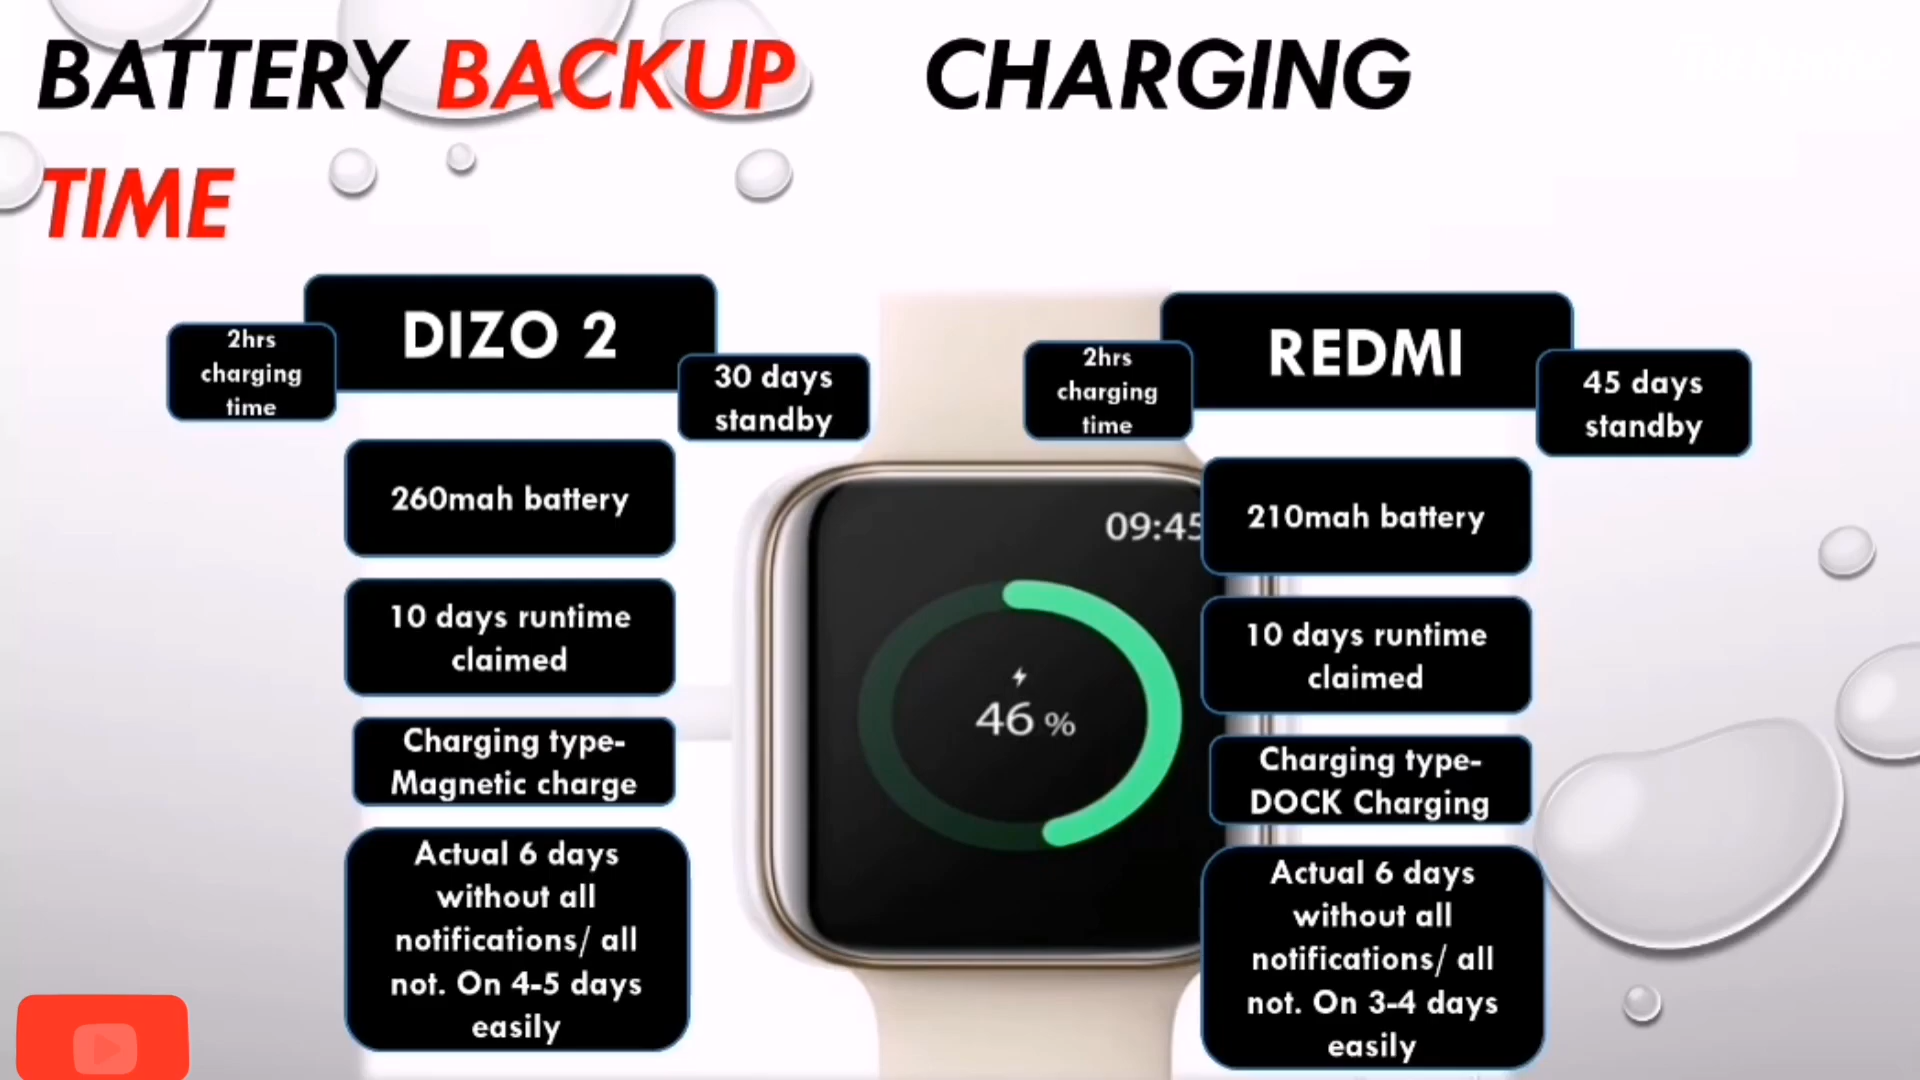 BATTERY BACKUP CHARGING
TIME
DIZO 2
2hrs
charging
time
30 days
standby
260mah battery
10 days runtime
claimed
Charging type-
Magnetic charge
Actual 6 days
without all
notifications/ all
not. On 4-5 days
easily
09:45
46 %
REDMI
2hrs
charging
time
45 days
standby
210mah battery
10 days runtime
claimed
Charging type-
DOCK Charging
Actual 6 days
without all
notifications/ all
not. On 3-4 days
easily